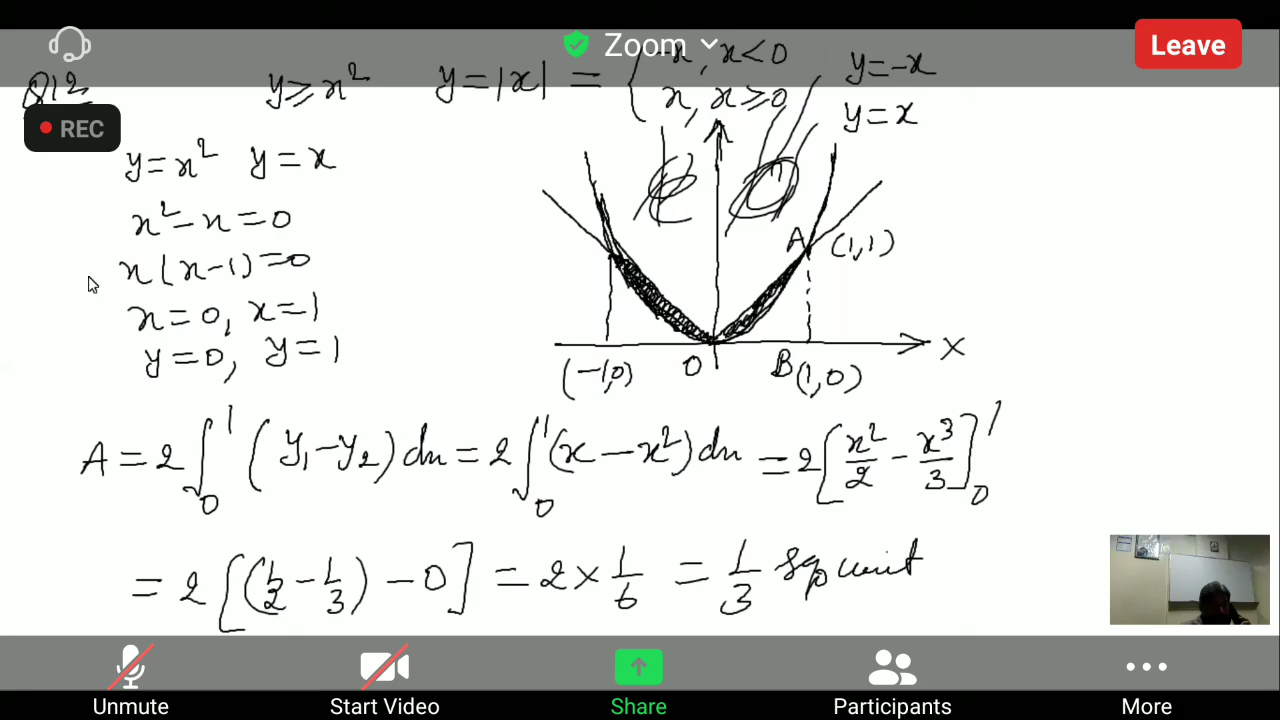 Zoom
Leave
REC
Q12
y ≥ x² y = |x| = { -x, x < 0 y = -x
x, x ≥ 0 y = x
y = x² y = x
x² - x = 0
x(x-1) = 0
x = 0, x = 1
y = 0, y = 1
A (1,1)
(-1,0) O B (1,0) X
A = 2∫₀¹ (y₁ - y₂) dx = 2∫₀¹ (x - x²) dx = 2[x²/2 - x³/3]₀¹
= 2[(1/2 - 1/3) - 0] = 2 × 1/6 = 1/3 sq unit
Unmute Start Video Share Participants More